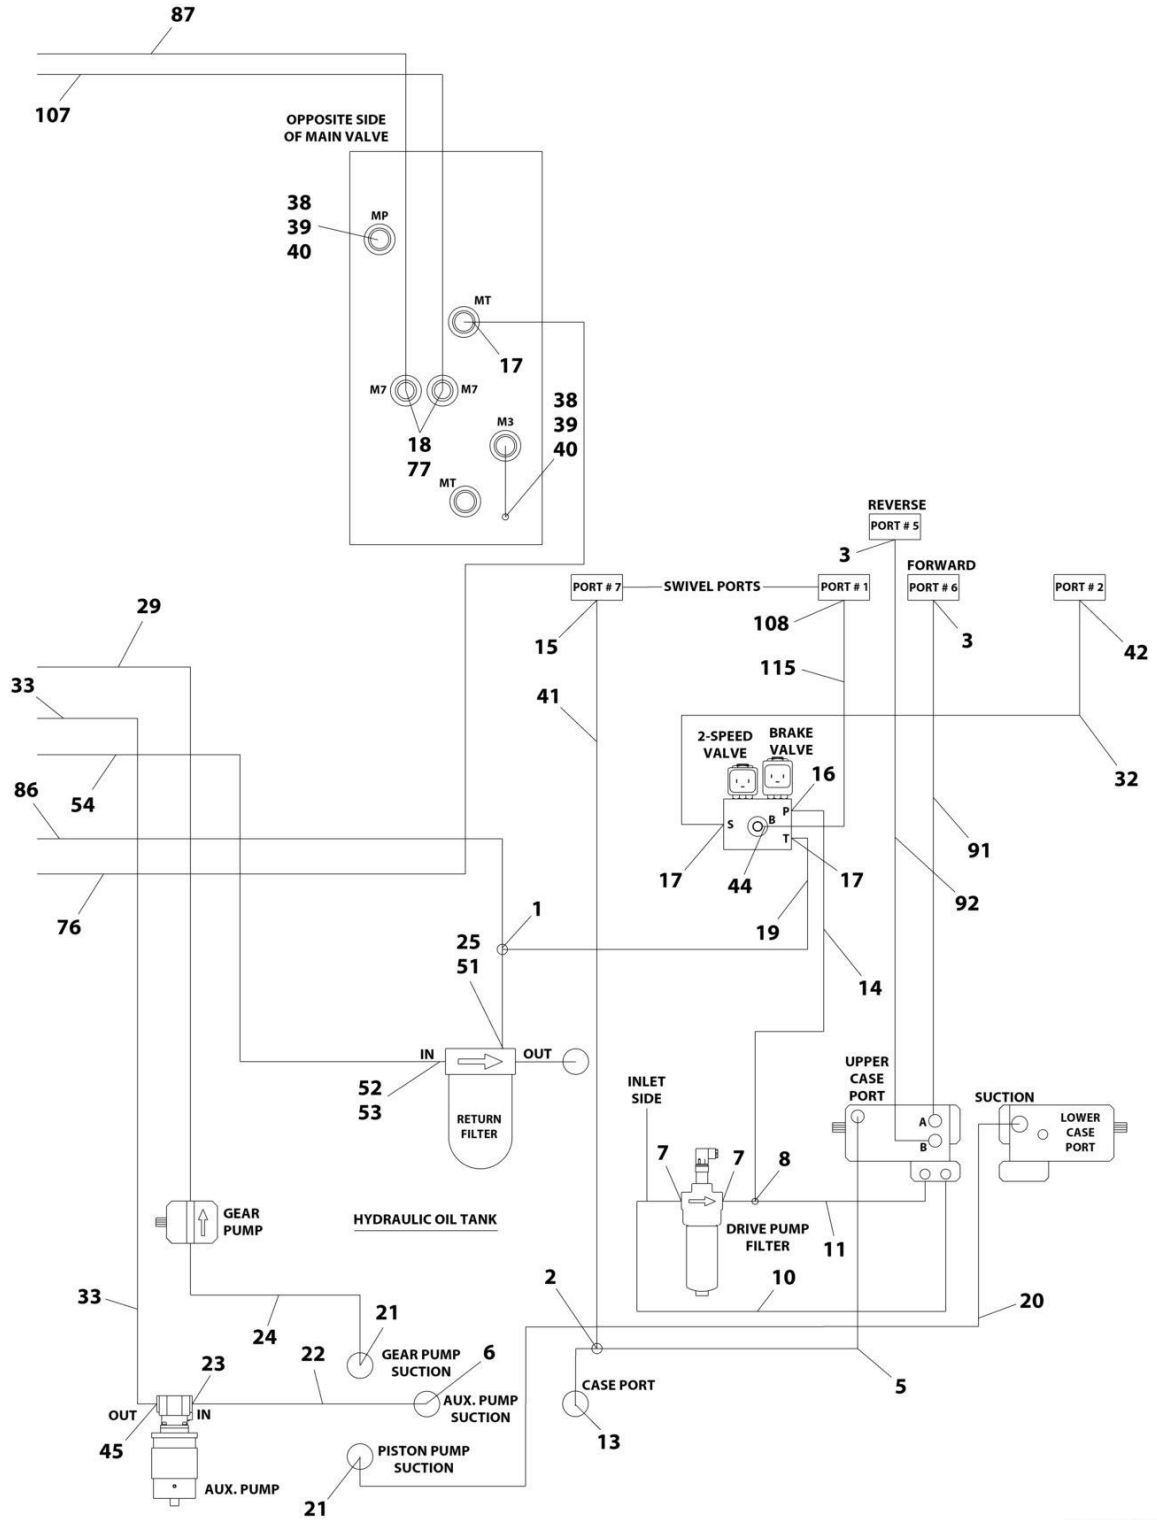 87
107
OPPOSITE SIDE
OF MAIN VALVE
38
39
40
MP
MT
17
M7
M7
38
39
40
M3
18
77
MT
REVERSE
PORT # 5
3
FORWARD
PORT # 7
SWIVEL PORTS
PORT # 1
PORT # 6
PORT # 2
29
15
108
3
42
33
41
115
2-SPEED
VALVE
BRAKE
VALVE
16
32
54
86
S
B
P
T
91
17
44
17
92
76
1
19
25
51
14
IN
OUT
52
53
RETURN
FILTER
INLET
SIDE
UPPER
CASE
PORT
SUCTION
A
B
LOWER
CASE
PORT
7
7
8
GEAR
PUMP
HYDRAULIC OIL TANK
DRIVE PUMP
FILTER
11
10
2
20
33
24
21
GEAR PUMP
SUCTION
22
6
23
5
OUT
IN
AUX. PUMP
SUCTION
CASE PORT
13
45
PISTON PUMP
SUCTION
AUX. PUMP
21